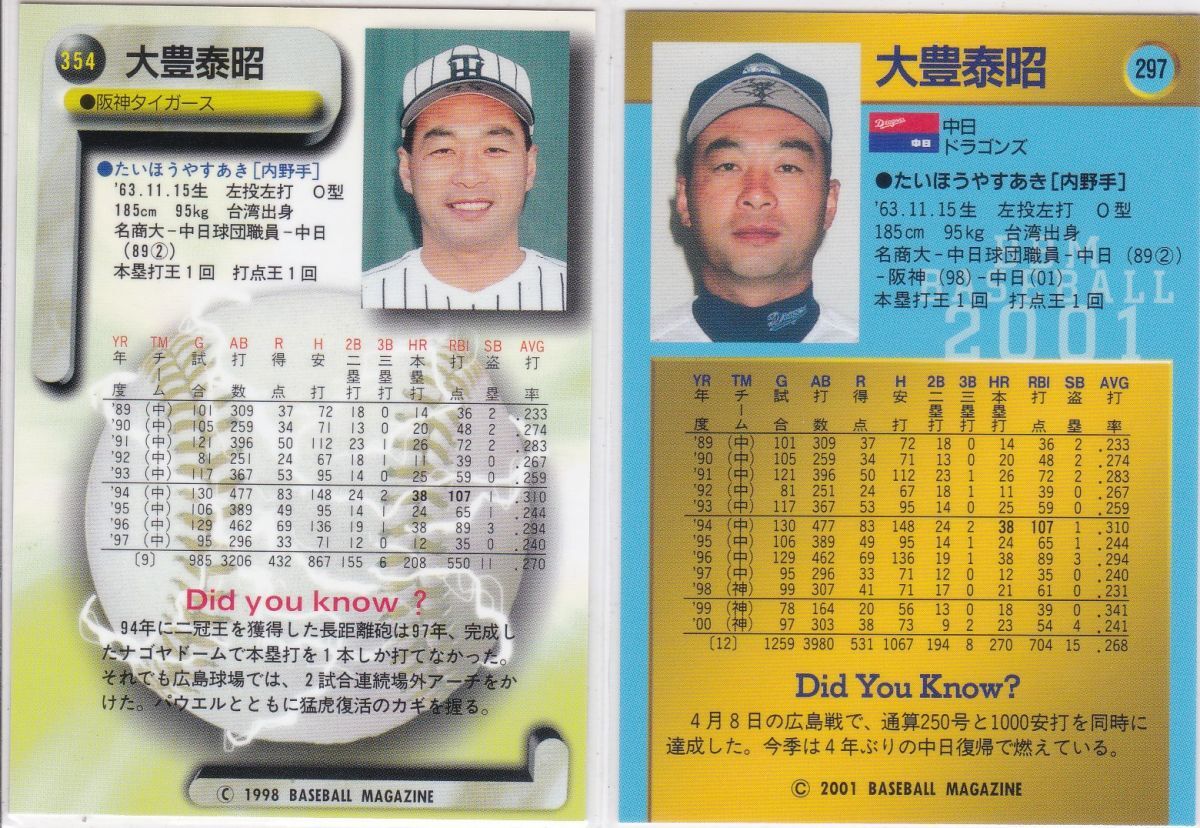 354
大豊泰昭
●阪神タイガース
●たいほうやすあき[内野手]
'63.11.15生 左投左打 O型
185cm 95kg 台湾出身
名商大−中日球団職員−中日
(89②)
本塁打王1回 打点王1回
YR TM G AB R H 2B 3B HR RBI SB AVG
年度 チーム 試合 打数 得点 安打 二塁打 三塁打 本塁打 打点 盗塁 打率
'89 (中) 101 309 37 72 18 0 14 36 2 .233
'90 (中) 105 259 34 71 13 0 20 48 2 .274
'91 (中) 121 396 50 112 23 1 26 72 2 .283
'92 (中) 81 251 24 67 18 1 11 39 0 .267
'93 (中) 117 367 53 95 14 0 25 59 0 .259
'94 (中) 130 477 83 148 24 2 38 107 1 .310
'95 (中) 106 389 49 95 14 1 24 65 1 .244
'96 (中) 129 462 69 136 19 1 38 89 3 .294
'97 (中) 95 296 33 71 12 0 12 35 0 .240
〔9〕 985 3206 432 867 155 6 208 550 11 .270
Did you know ?
94年に二冠王を獲得した長距離砲は97年、完成し
たナゴヤドームで本塁打を1本しか打てなかった。
それでも広島球場では、2試合連続場外アーチをか
けた。パウエルとともに猛虎復活のカギを握る。
© 1998 BASEBALL MAGAZINE
大豊泰昭
297
Dragons
中日
中日
ドラゴンズ
●たいほうやすあき[内野手]
'63.11.15生 左投左打 O型
185cm 95kg 台湾出身
名商大−中日球団職員−中日(89②)
−阪神(98)−中日(01)
本塁打王1回 打点王1回
BBM
BASEBALL
2001
Dragons
YR TM G AB R H 2B 3B HR RBI SB AVG
年度 チーム 試合 打数 得点 安打 二塁打 三塁打 本塁打 打点 盗塁 打率
'89 (中) 101 309 37 72 18 0 14 36 2 .233
'90 (中) 105 259 34 71 13 0 20 48 2 .274
'91 (中) 121 396 50 112 23 1 26 72 2 .283
'92 (中) 81 251 24 67 18 1 11 39 0 .267
'93 (中) 117 367 53 95 14 0 25 59 0 .259
'94 (中) 130 477 83 148 24 2 38 107 1 .310
'95 (中) 106 389 49 95 14 1 24 65 1 .244
'96 (中) 129 462 69 136 19 1 38 89 3 .294
'97 (中) 95 296 33 71 12 0 12 35 0 .240
'98 (神) 99 307 41 71 17 0 21 61 0 .231
'99 (神) 78 164 20 56 13 0 18 39 0 .341
'00 (神) 97 303 38 73 9 2 23 54 4 .241
〔12〕 1259 3980 531 1067 194 8 270 704 15 .268
Did You Know?
4月8日の広島戦で、通算250号と1000安打を同時に
達成した。今季は4年ぶりの中日復帰で燃えている。
© 2001 BASEBALL MAGAZINE